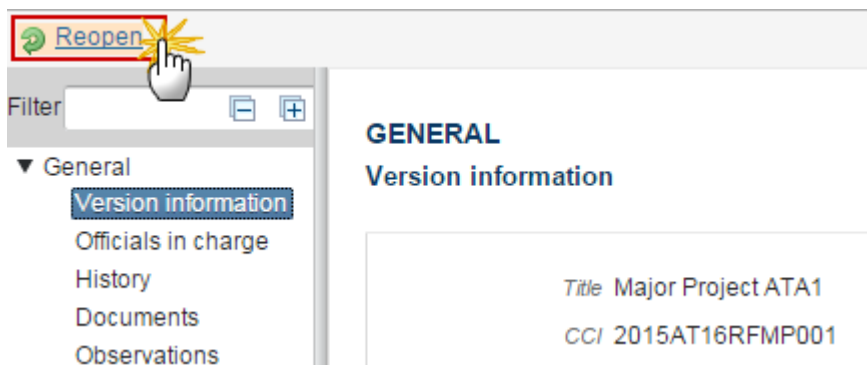 Reopen
Filter
General
Version information
Officials in charge
History
Documents
Observations
GENERAL
Version information
Title Major Project ATA1
CCI 2015AT16RFMP001